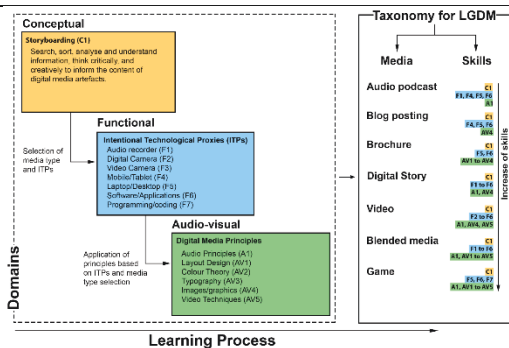 Conceptual
Storyboarding (C1)
Search, sort, analyse and understand
information, think critically, and
creatively to inform the content of
digital media artefacts.
Selection of
media type
and ITPs
Functional
Intentional Technological Proxies (ITPs)
Audio recorder (F1)
Digital Camera (F2)
Video Camera (F3)
Mobile/Tablet (F4)
Laptop/Desktop (F5)
Software/Applications (F6)
Programming/coding (F7)
Application of
principles based
on ITPs and media
type selection
Audio-visual
Digital Media Principles
Audio Principles (A1)
Layout Design (AV1)
Colour Theory (AV2)
Typography (AV3)
Images/graphics (AV4)
Video Techniques (AV5)
Domains
Learning Process
Taxonomy for LGDM
Media Skills
Audio podcast
C1
F3, F4, F5, F6
A1
Blog posting
C1
F4, F5, F6
AV4
Brochure
C1
F5, F6
AV1 to AV4
Digital Story
C1
F1 to F6
A1, AV4
Video
C1
F2 to F6
A1, AV4, AV5
Blended media
C1
F1 to F6
A1, AV1 to AV5
Game
C1
F5, F6, F7
A1, AV1 to AV5
Increase of skills